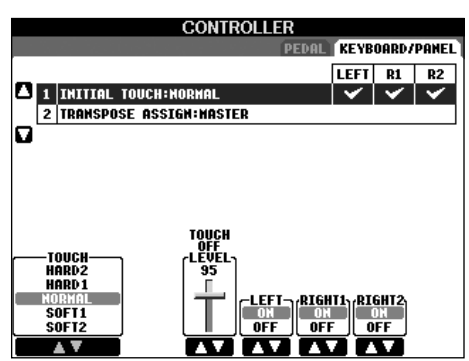 CONTROLLER
PEDAL KEYBOARD/PANEL
LEFT R1 R2
1 INITIAL TOUCH:NORMAL
2 TRANSPOSE ASSIGN:MASTER
TOUCH
HARD2
HARD1
NORMAL
SOFT1
SOFT2
TOUCH
OFF
LEVEL
95
LEFT
ON
OFF
RIGHT1
ON
OFF
RIGHT2
ON
OFF